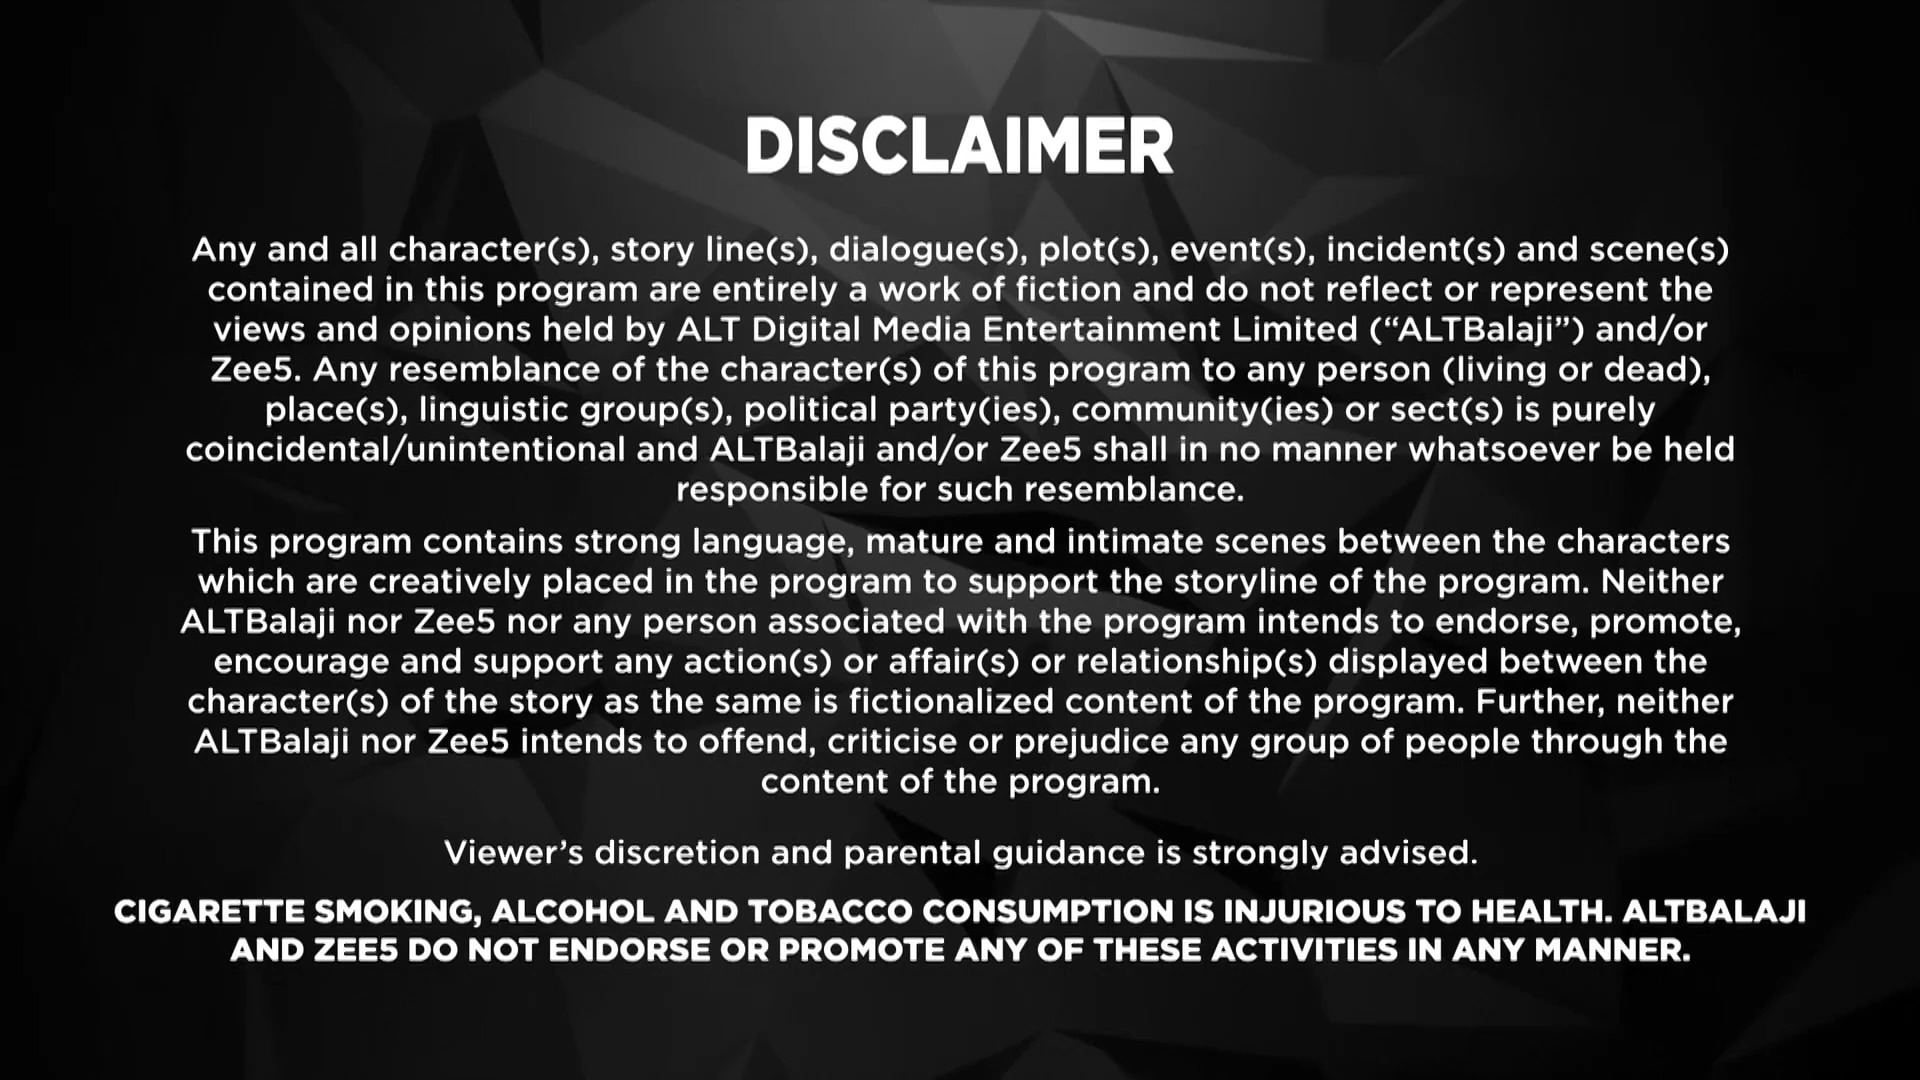 DISCLAIMER
Any and all character(s), story line(s), dialogue(s), plot(s), event(s), incident(s) and scene(s)
contained in this program are entirely a work of fiction and do not reflect or represent the
views and opinions held by ALT Digital Media Entertainment Limited (“ALTBalaji”) and/or
Zee5. Any resemblance of the character(s) of this program to any person (living or dead),
place(s), linguistic group(s), political party(ies), community(ies) or sect(s) is purely
coincidental/unintentional and ALTBalaji and/or Zee5 shall in no manner whatsoever be held
responsible for such resemblance.
This program contains strong language, mature and intimate scenes between the characters
which are creatively placed in the program to support the storyline of the program. Neither
ALTBalaji nor Zee5 nor any person associated with the program intends to endorse, promote,
encourage and support any action(s) or affair(s) or relationship(s) displayed between the
character(s) of the story as the same is fictionalized content of the program. Further, neither
ALTBalaji nor Zee5 intends to offend, criticise or prejudice any group of people through the
content of the program.
Viewer’s discretion and parental guidance is strongly advised.
CIGARETTE SMOKING, ALCOHOL AND TOBACCO CONSUMPTION IS INJURIOUS TO HEALTH. ALTBALAJI
AND ZEE5 DO NOT ENDORSE OR PROMOTE ANY OF THESE ACTIVITIES IN ANY MANNER.